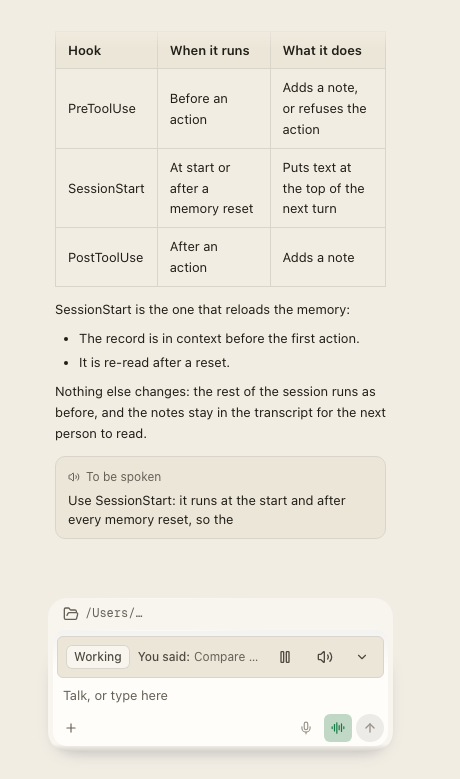 Hook When it runs What it does
PreToolUse Before an action Adds a note, or refuses the action
SessionStart At start or after a memory reset Puts text at the top of the next turn
PostToolUse After an action Adds a note
SessionStart is the one that reloads the memory:
• The record is in context before the first action.
• It is re-read after a reset.
Nothing else changes: the rest of the session runs as
before, and the notes stay in the transcript for the next
person to read.
To be spoken
Use SessionStart: it runs at the start and after
every memory reset, so the
/Users/…
Working You said: Compare ...
Talk, or type here